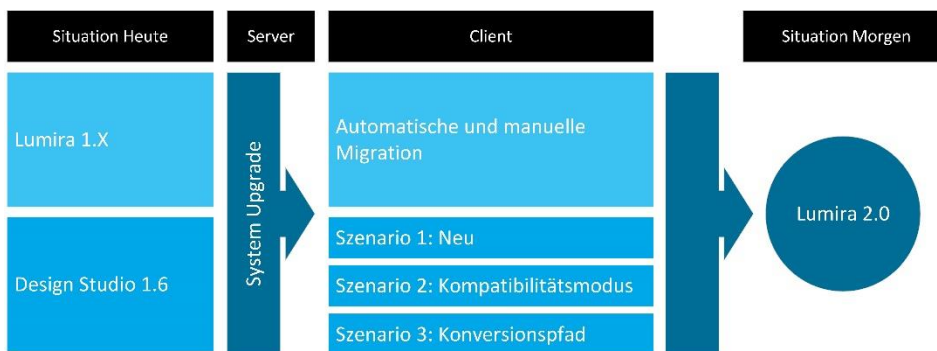 Situation Heute
Server
Client
Situation Morgen
Lumira 1.X
Design Studio 1.6
System Upgrade
Automatische und manuelle
Migration
Szenario 1: Neu
Szenario 2: Kompatibilitätsmodus
Szenario 3: Konversionspfad
Lumira 2.0